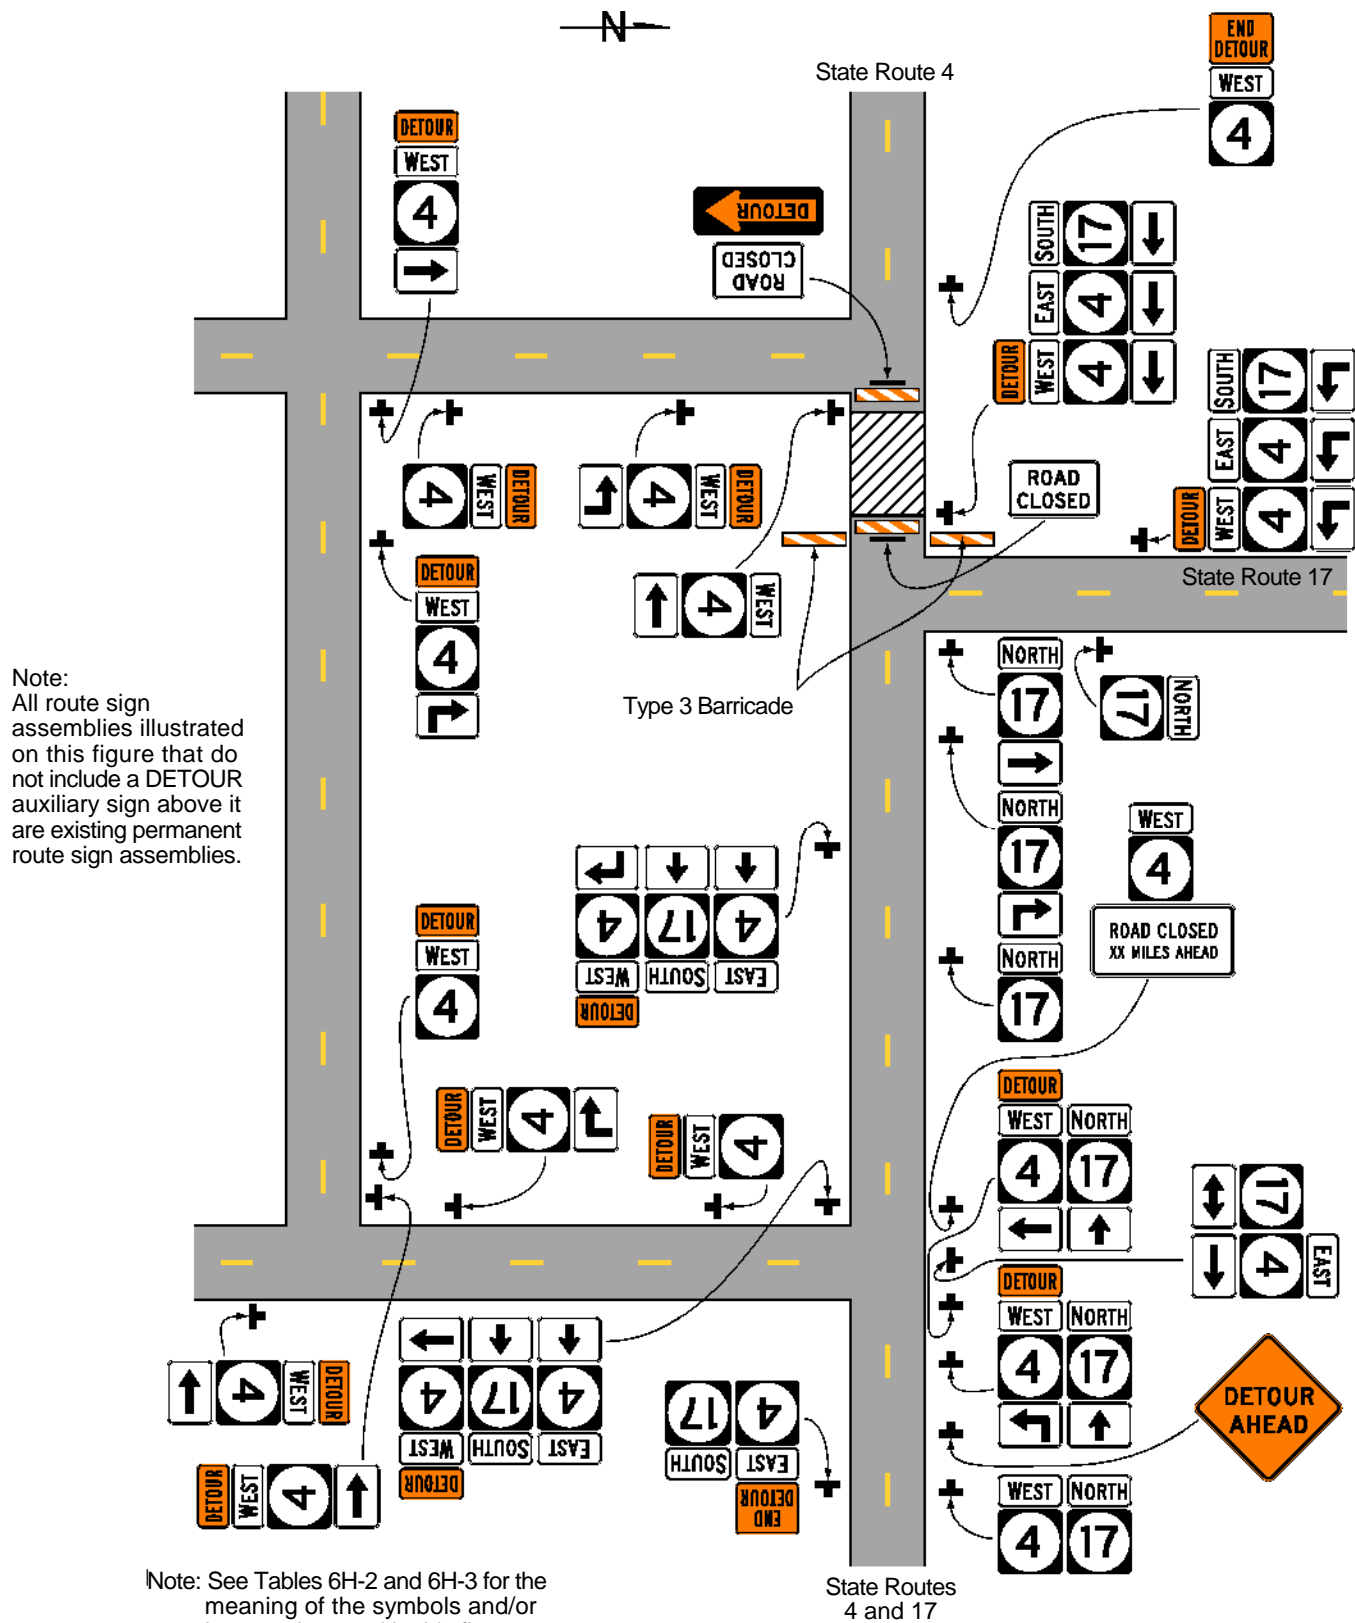 N
END
DETOUR
WEST
4
State Route 4
DETOUR
WEST
4
DETOUR
ROAD
CLOSED
SOUTH
17
EAST
4
DETOUR
WEST
4
SOUTH
17
EAST
4
DETOUR
WEST
4
4
WEST
DETOUR
4
WEST
DETOUR
ROAD
CLOSED
State Route 17
DETOUR
WEST
4
4
WEST
Type 3 Barricade
NORTH
17
17
NORTH
NORTH
17
NORTH
17
Note:
All route sign
assemblies illustrated
on this figure that do
not include a DETOUR
auxiliary sign above it
are existing permanent
route sign assemblies.
WEST
4
ROAD CLOSED
XX MILES AHEAD
DETOUR
WEST
4
4
17
4
WEST
SOUTH
EAST
DETOUR
DETOUR
WEST
4
DETOUR
WEST
4
DETOUR
WEST NORTH
4 17
17
4
EAST
DETOUR
WEST NORTH
4 17
4
WEST
DETOUR
DETOUR
WEST
4
4
17
4
WEST
SOUTH
EAST
DETOUR
17
4
SOUTH
EAST
END
DETOUR
DETOUR
AHEAD
WEST NORTH
4 17
Note: See Tables 6H-2 and 6H-3 for the
meaning of the symbols and/or
State Routes
4 and 17